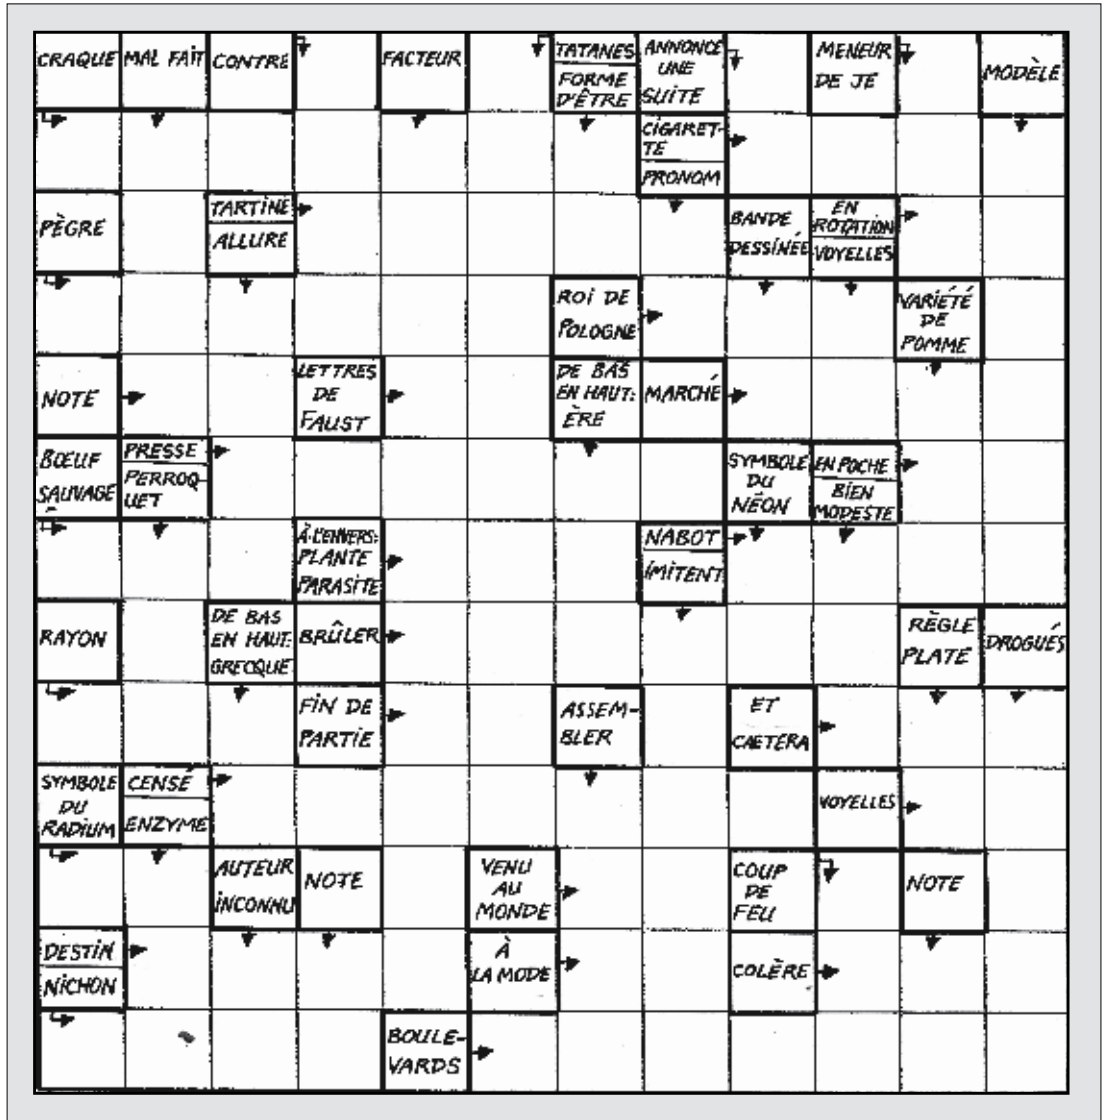 CRAQUE
MAL FAIT
CONTRE
FACTEUR
TATANES
FORME
D'ÊTRE
ANNONCE
UNE
SUITE
MENEUR
DE JE
MODÈLE
CIGARET-
TE
PRONOM
PÈGRE
TARTINE
ALLURE
BANDE
DESSINÉE
EN
ROTATION
VOYELLES
ROI DE
POLOGNE
VARIÉTÉ
DE
POMME
NOTE
LETTRES
DE
FAUST
DE BAS
EN HAUT:
ÈRE
MARCHÉ
BŒUF
SAUVAGE
PRESSE
PERROQ-
UET
SYMBOLE
DU
NÉON
EN POCHE
BIEN
MODESTE
À L'ENVERS:
PLANTE
PARASITE
NABOT
IMITENT
RAYON
DE BAS
EN HAUT:
GRECQUE
BRÛLER
RÈGLE
PLATE
DROGUÉS
FIN DE
PARTIE
ASSEM-
BLER
ET
CAETERA
SYMBOLE
DU
RADIUM
CENSÉ
ENZYME
VOYELLES
AUTEUR
INCONNU
NOTE
VENU
AU
MONDE
COUP
DE
FEU
NOTE
DESTIN
NICHON
À
LA MODE
COLÈRE
BOULE-
VARDS